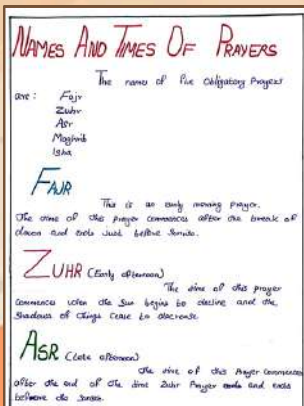 NAMES AND TIMES OF PRAYERS
The names of Five Obligatory Prayers
are : Fajr
Zuhr
Asr
Maghrib
Isha
FAJR
This is an early morning prayer.
The time of this prayer commences after the break of
dawn and ends just before Sunrise.
ZUHR (Early afternoon)
The time of this prayer
commences when the Sun begins to decline and the
Shadows of things cease to decrease
ASR (Late afternoon)
The time of this Prayer commences
after the end of the time Zuhr Prayer and ends
before the Sunset.